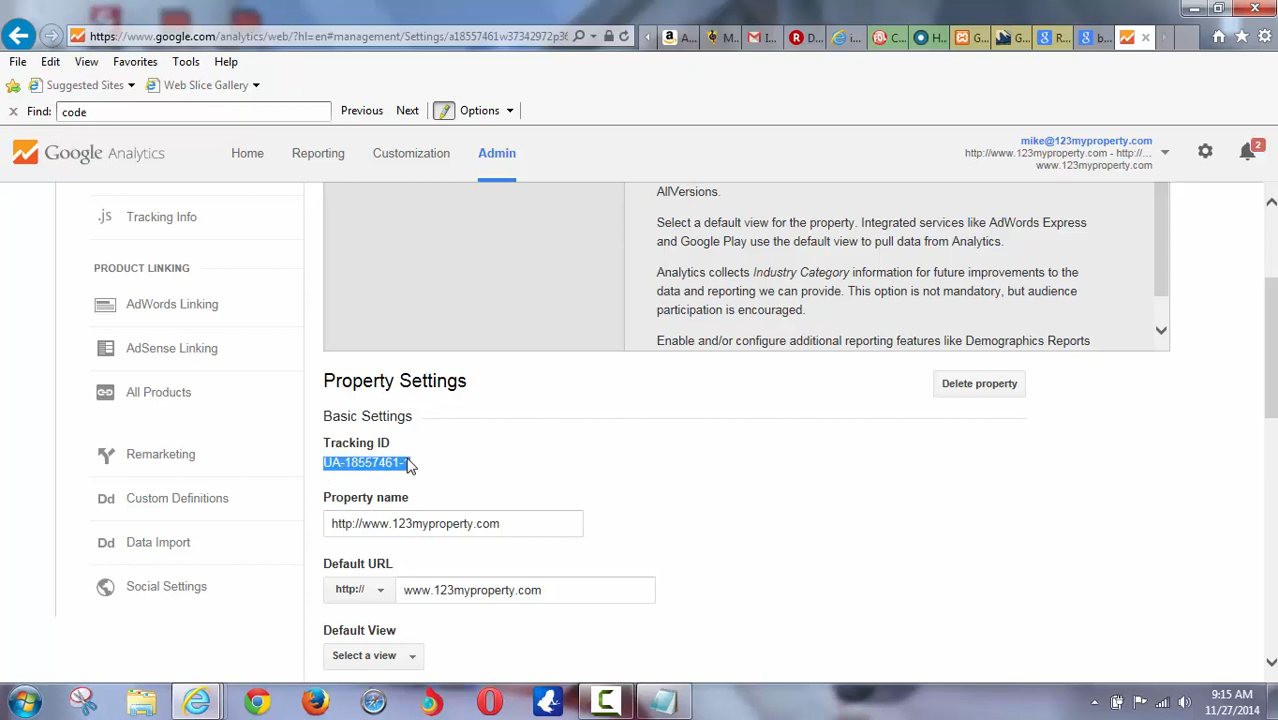 https://www.google.com/analytics/web/?hl=en#management/Settings/a18557461w37342972p36
A...
M...
I...
D...
i...
C...
H...
G...
G...
R...
b...
File Edit View Favorites Tools Help
Suggested Sites Web Slice Gallery
Find: code Previous Next Options
Google Analytics Home Reporting Customization Admin
mike@123myproperty.com
http://www.123myproperty.com - http:/...
www.123myproperty.com
2
AllVersions.
.js Tracking Info
Select a default view for the property. Integrated services like AdWords Express
and Google Play use the default view to pull data from Analytics.
PRODUCT LINKING
Analytics collects Industry Category information for future improvements to the
data and reporting we can provide. This option is not mandatory, but audience
participation is encouraged.
AdWords Linking
Enable and/or configure additional reporting features like Demographics Reports
AdSense Linking
All Products
Property Settings
Delete property
Basic Settings
Tracking ID
Remarketing
UA-18557461-
Dd Custom Definitions
Property name
http://www.123myproperty.com
Dd Data Import
Default URL
Social Settings
http:// www.123myproperty.com
Default View
Select a view
9:15 AM
11/27/2014